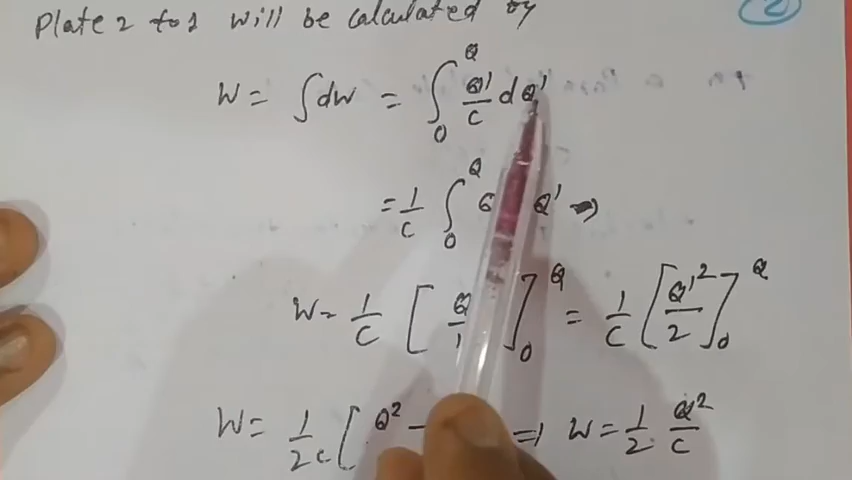 Plate 2 to 1 will be calculated by
2
W = ∫dW = ∫₀^Q Q'/C dQ'
= 1/C ∫₀^Q Q' ⇒
W = 1/C [ ]₀^Q = 1/C [Q'²/2]₀^Q
W = 1/2C [Q² – ⇒ W = 1/2 Q²/C